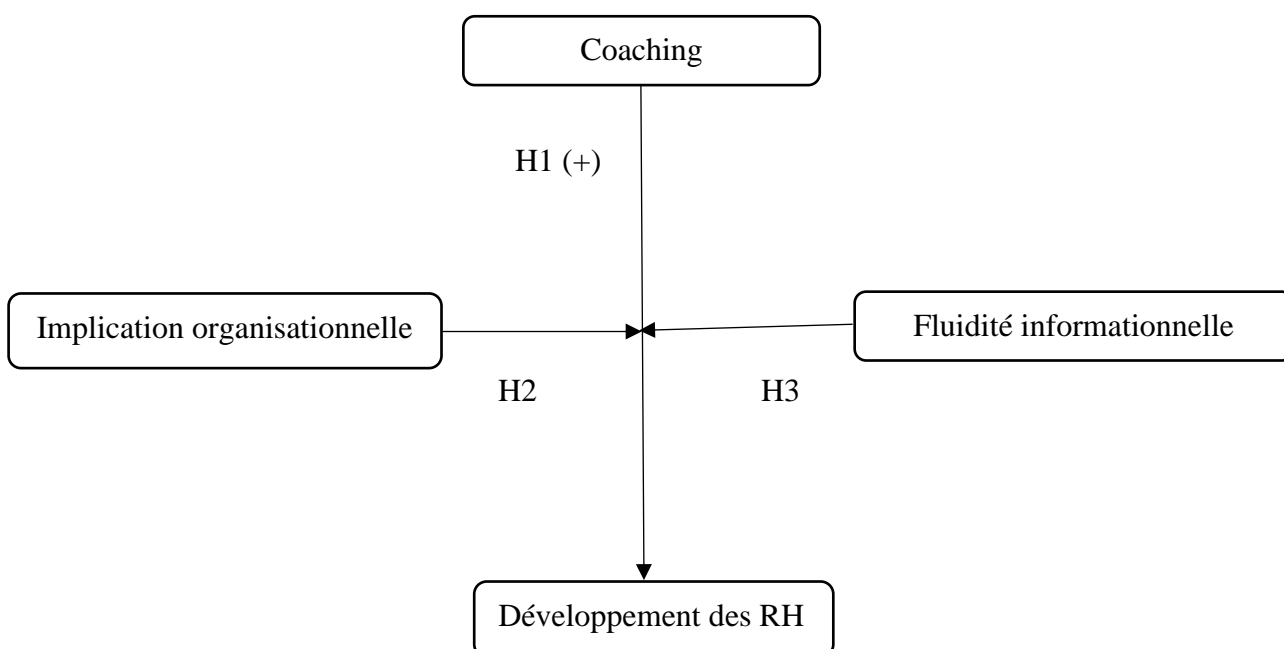 Coaching
H1 (+)
Implication organisationnelle
Fluidité informationnelle
H2
H3
Développement des RH